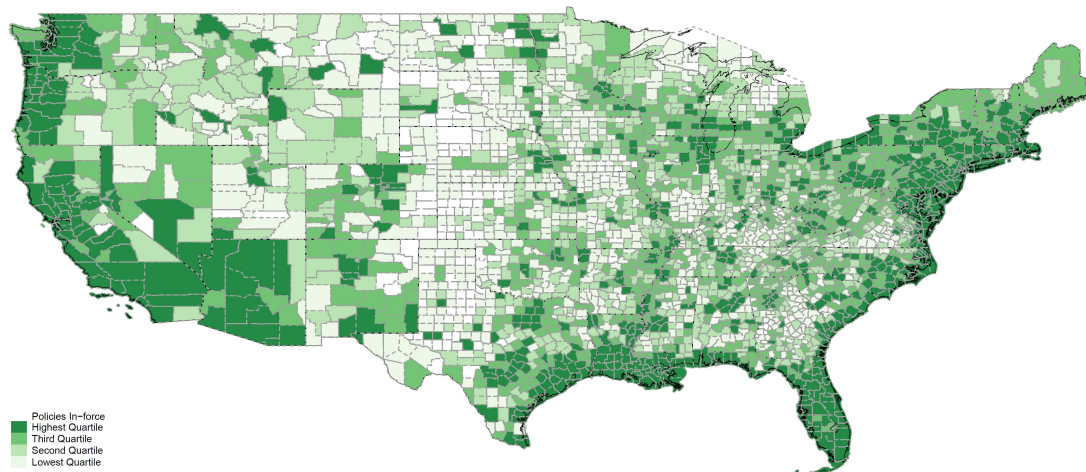 Policies In−force
Highest Quartile
Third Quartile
Second Quartile
Lowest Quartile